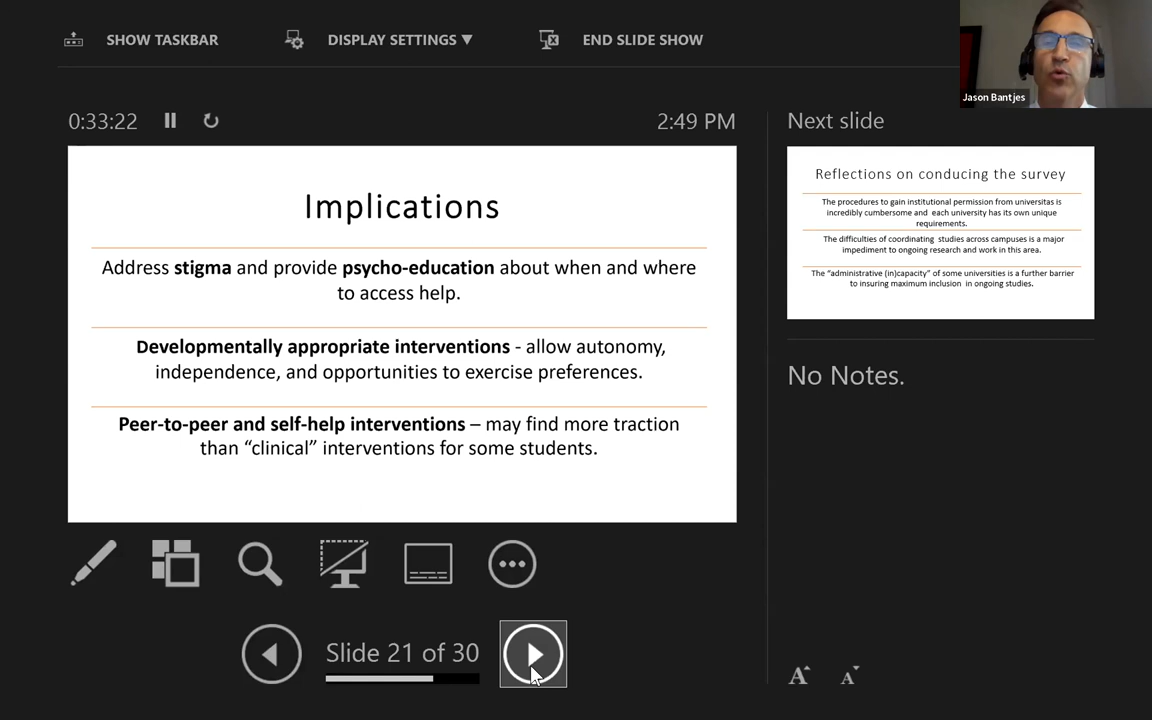 SHOW TASKBAR
DISPLAY SETTINGS ▼
END SLIDE SHOW
Jason Bantjes
0:33:22
2:49 PM
Implications
Address stigma and provide psycho-education about when and where
to access help.
Developmentally appropriate interventions - allow autonomy,
independence, and opportunities to exercise preferences.
Peer-to-peer and self-help interventions – may find more traction
than “clinical” interventions for some students.
Slide 21 of 30
Next slide
Reflections on conducing the survey
The procedures to gain institutional permission from universitas is
incredibly cumbersome and each university has its own unique
requirements.
The difficulties of coordinating studies across campuses is a major
impediment to ongoing research and work in this area.
The “administrative (in)capacity” of some universities is a further barrier
to insuring maximum inclusion in ongoing studies.
No Notes.
A A